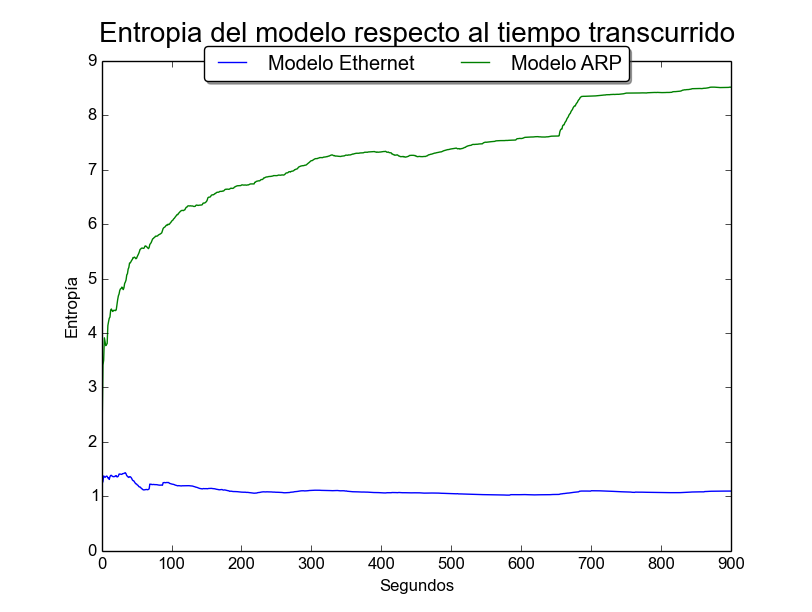 Entropia del modelo respecto al tiempo transcurrido
Modelo Ethernet Modelo ARP
9
8
7
6
5
4
3
2
1
0
Entropía
0 100 200 300 400 500 600 700 800 900
Segundos